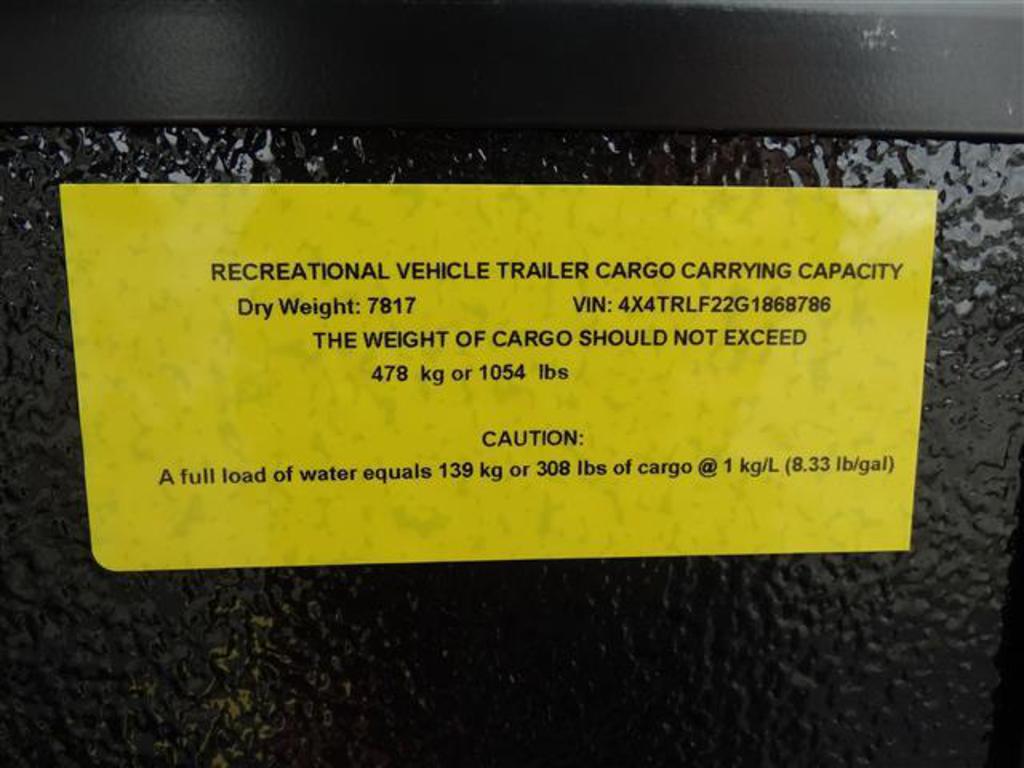 RECREATIONAL VEHICLE TRAILER CARGO CARRYING CAPACITY
Dry Weight: 7817 VIN: 4X4TRLF22G1868786
THE WEIGHT OF CARGO SHOULD NOT EXCEED
478 kg or 1054 lbs
CAUTION:
A full load of water equals 139 kg or 308 lbs of cargo @ 1 kg/L (8.33 lb/gal)